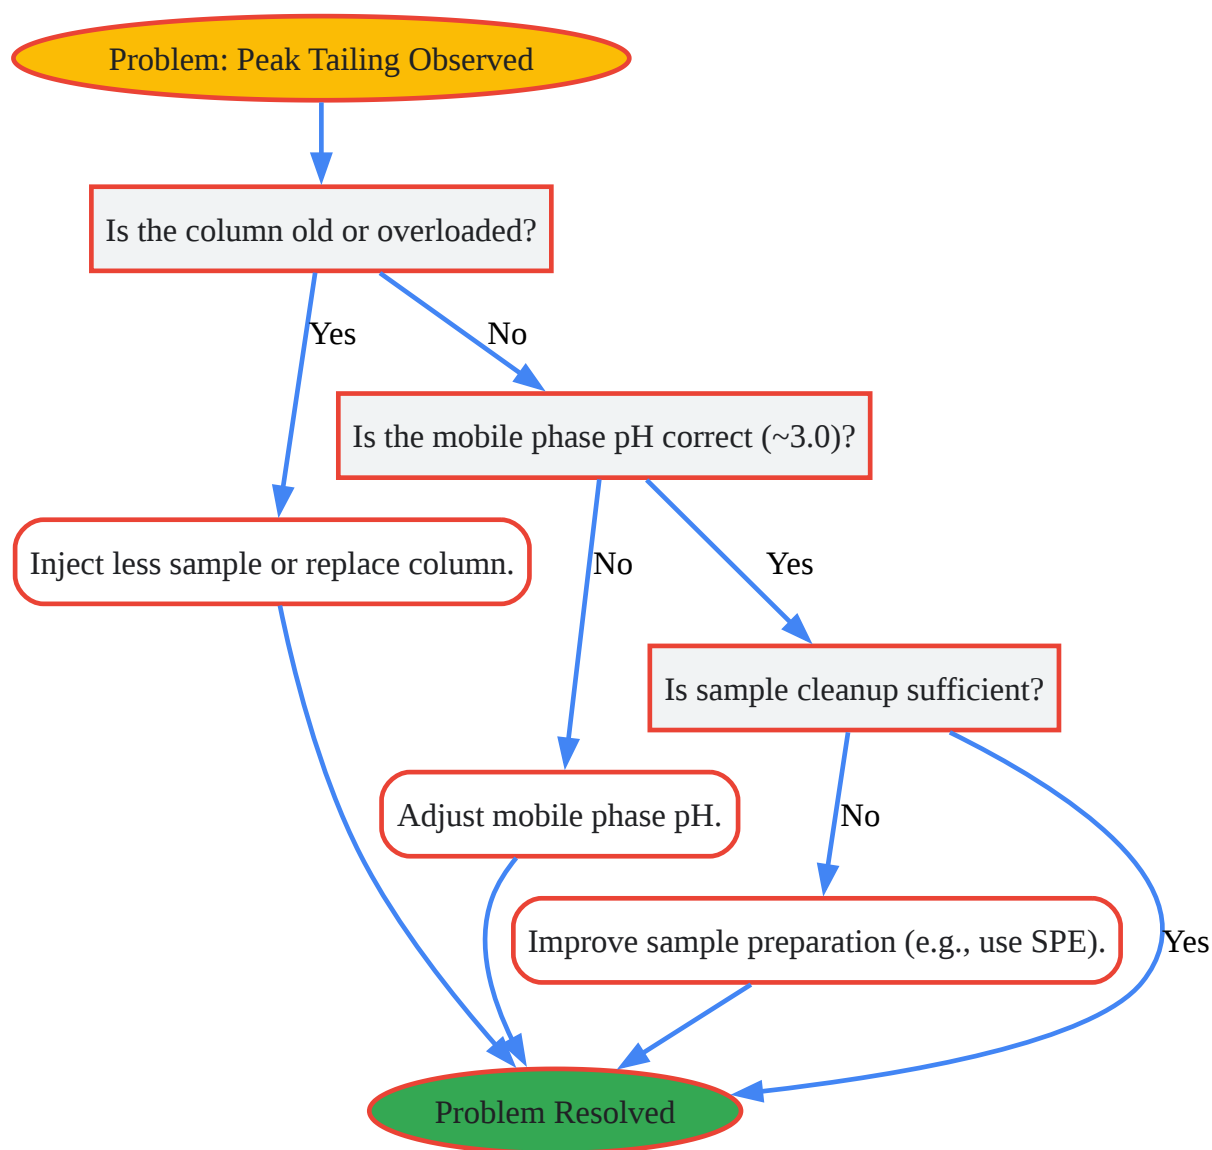 Problem: Peak Tailing Observed
Is the column old or overloaded?
Yes
No
Is the mobile phase pH correct (~3.0)?
Inject less sample or replace column.
No
Yes
Is sample cleanup sufficient?
Adjust mobile phase pH.
No
Improve sample preparation (e.g., use SPE).
Yes
Problem Resolved